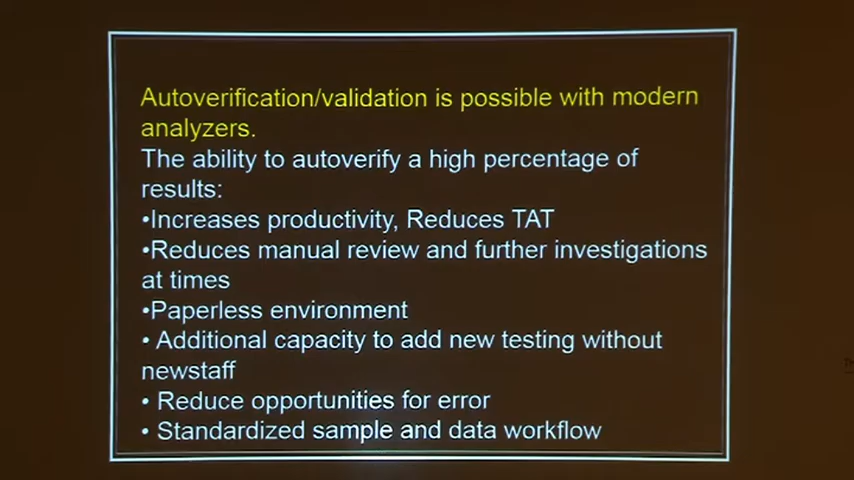 Autoverification/validation is possible with modern
analyzers.
The ability to autoverify a high percentage of
results:
•Increases productivity, Reduces TAT
•Reduces manual review and further investigations
at times
•Paperless environment
• Additional capacity to add new testing without
newstaff
• Reduce opportunities for error
• Standardized sample and data workflow